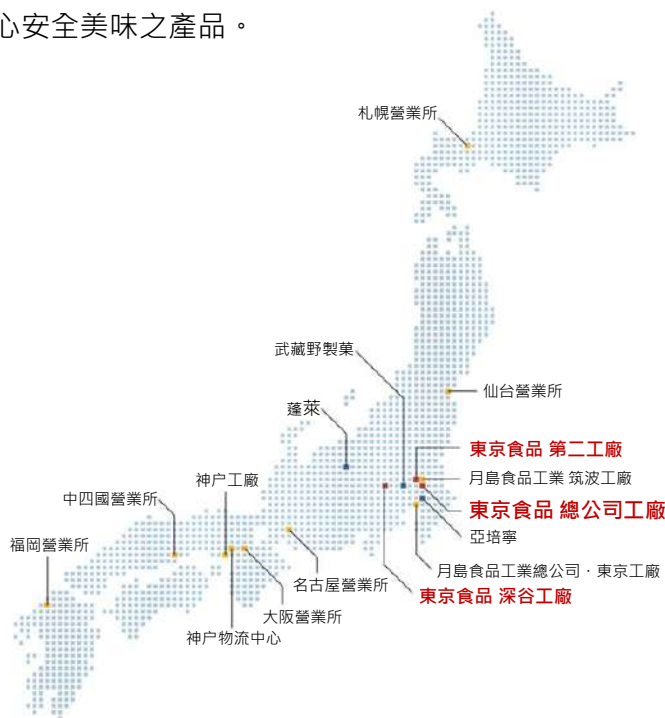 心安全美味之產品。
札幌營業所
武藏野製菓
仙台營業所
蓬萊
東京食品 第二工廠
神户工廠
月島食品工業 筑波工廠
中四國營業所
東京食品 總公司工廠
亞培寧
福岡營業所
月島食品工業總公司·東京工廠
名古屋營業所
東京食品 深谷工廠
大阪營業所
神户物流中心